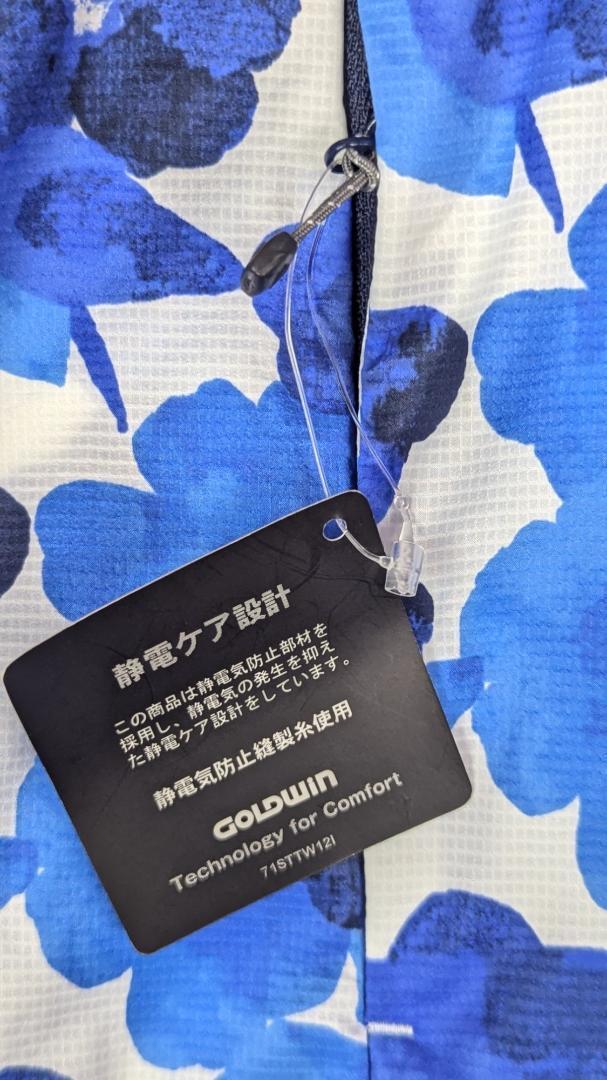 静電ケア設計
この商品は静電気防止部材を
採用し、静電気の発生を抑え
た静電ケア設計をしています。
静電気防止縫製糸使用
GOLDWIN
Technology for Comfort
71STTW12I